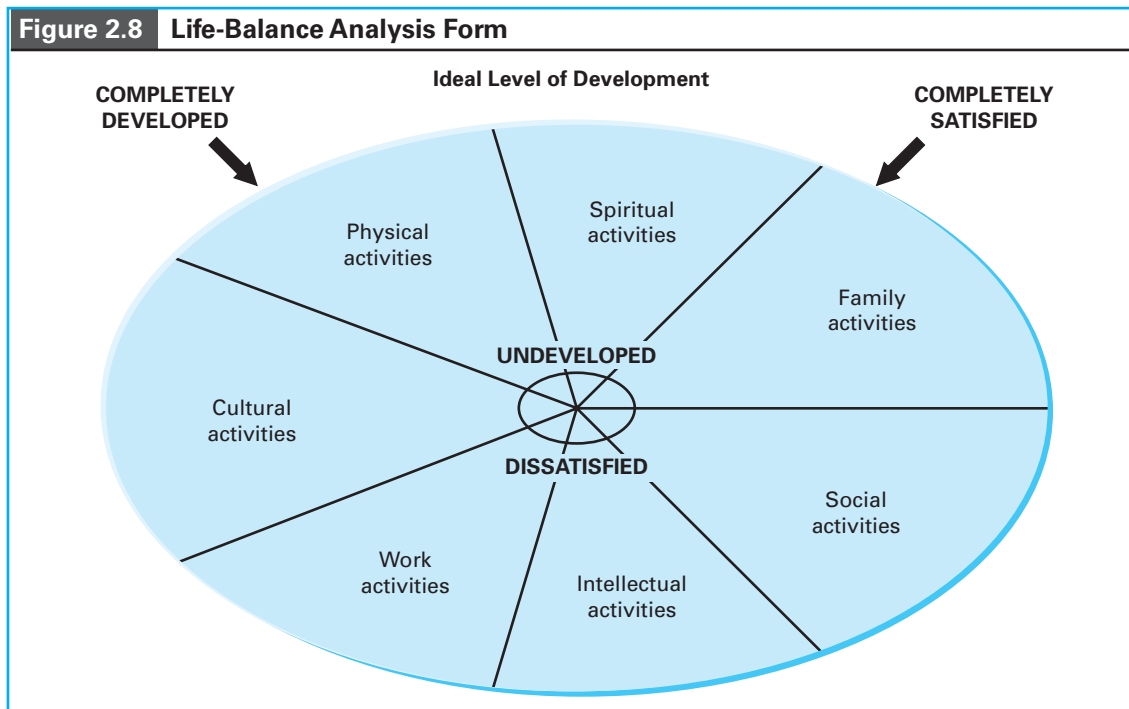 Figure 2.8 Life-Balance Analysis Form
Ideal Level of Development
COMPLETELY
DEVELOPED
COMPLETELY
SATISFIED
Physical
activities
Spiritual
activities
Family
activities
UNDEVELOPED
Cultural
activities
DISSATISFIED
Social
activities
Work
activities
Intellectual
activities